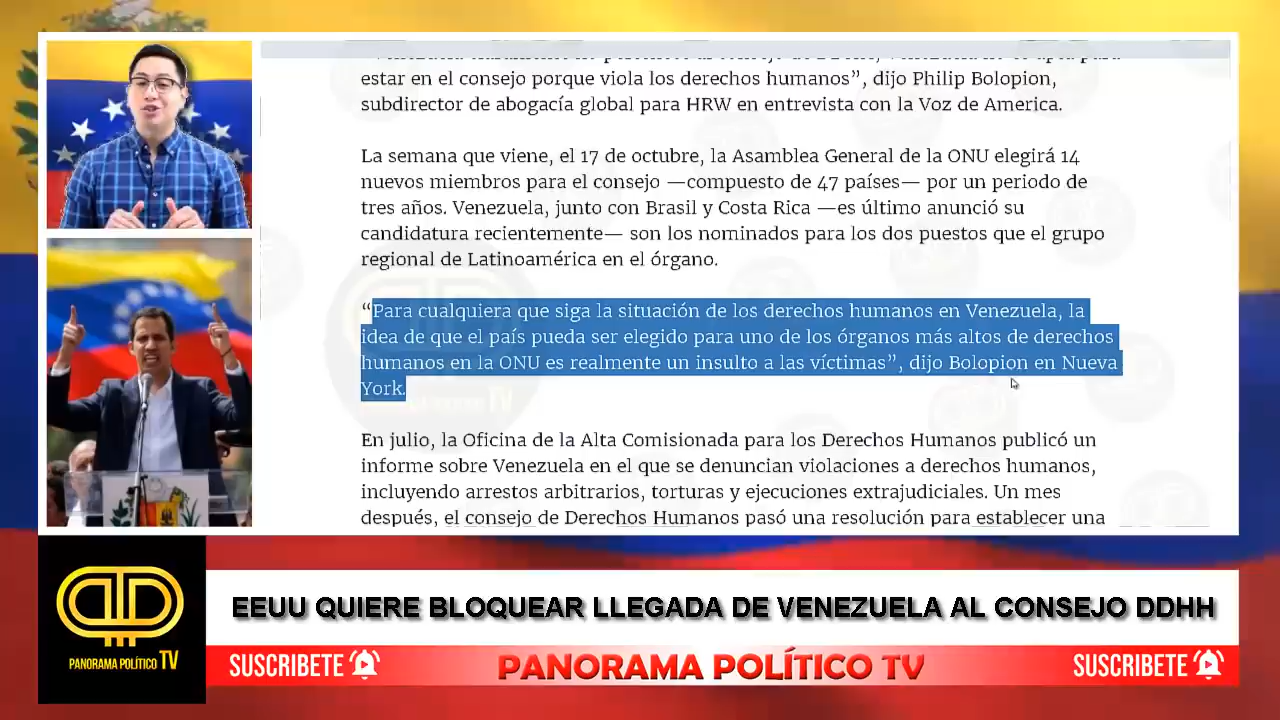 estar en el consejo porque viola los derechos humanos”, dijo Philip Bolopion,
subdirector de abogacía global para HRW en entrevista con la Voz de America.
La semana que viene, el 17 de octubre, la Asamblea General de la ONU elegirá 14
nuevos miembros para el consejo —compuesto de 47 países— por un periodo de
tres años. Venezuela, junto con Brasil y Costa Rica —es último anunció su
candidatura recientemente— son los nominados para los dos puestos que el grupo
regional de Latinoamérica en el órgano.
“Para cualquiera que siga la situación de los derechos humanos en Venezuela, la
idea de que el país pueda ser elegido para uno de los órganos más altos de derechos
humanos en la ONU es realmente un insulto a las víctimas”, dijo Bolopion en Nueva
York.
En julio, la Oficina de la Alta Comisionada para los Derechos Humanos publicó un
informe sobre Venezuela en el que se denuncian violaciones a derechos humanos,
incluyendo arrestos arbitrarios, torturas y ejecuciones extrajudiciales. Un mes
después, el consejo de Derechos Humanos pasó una resolución para establecer una
EEUU QUIERE BLOQUEAR LLEGADA DE VENEZUELA AL CONSEJO DDHH
PANORAMA POLÍTICO TV
SUSCRIBETE
PANORAMA POLÍTICO TV
SUSCRIBETE